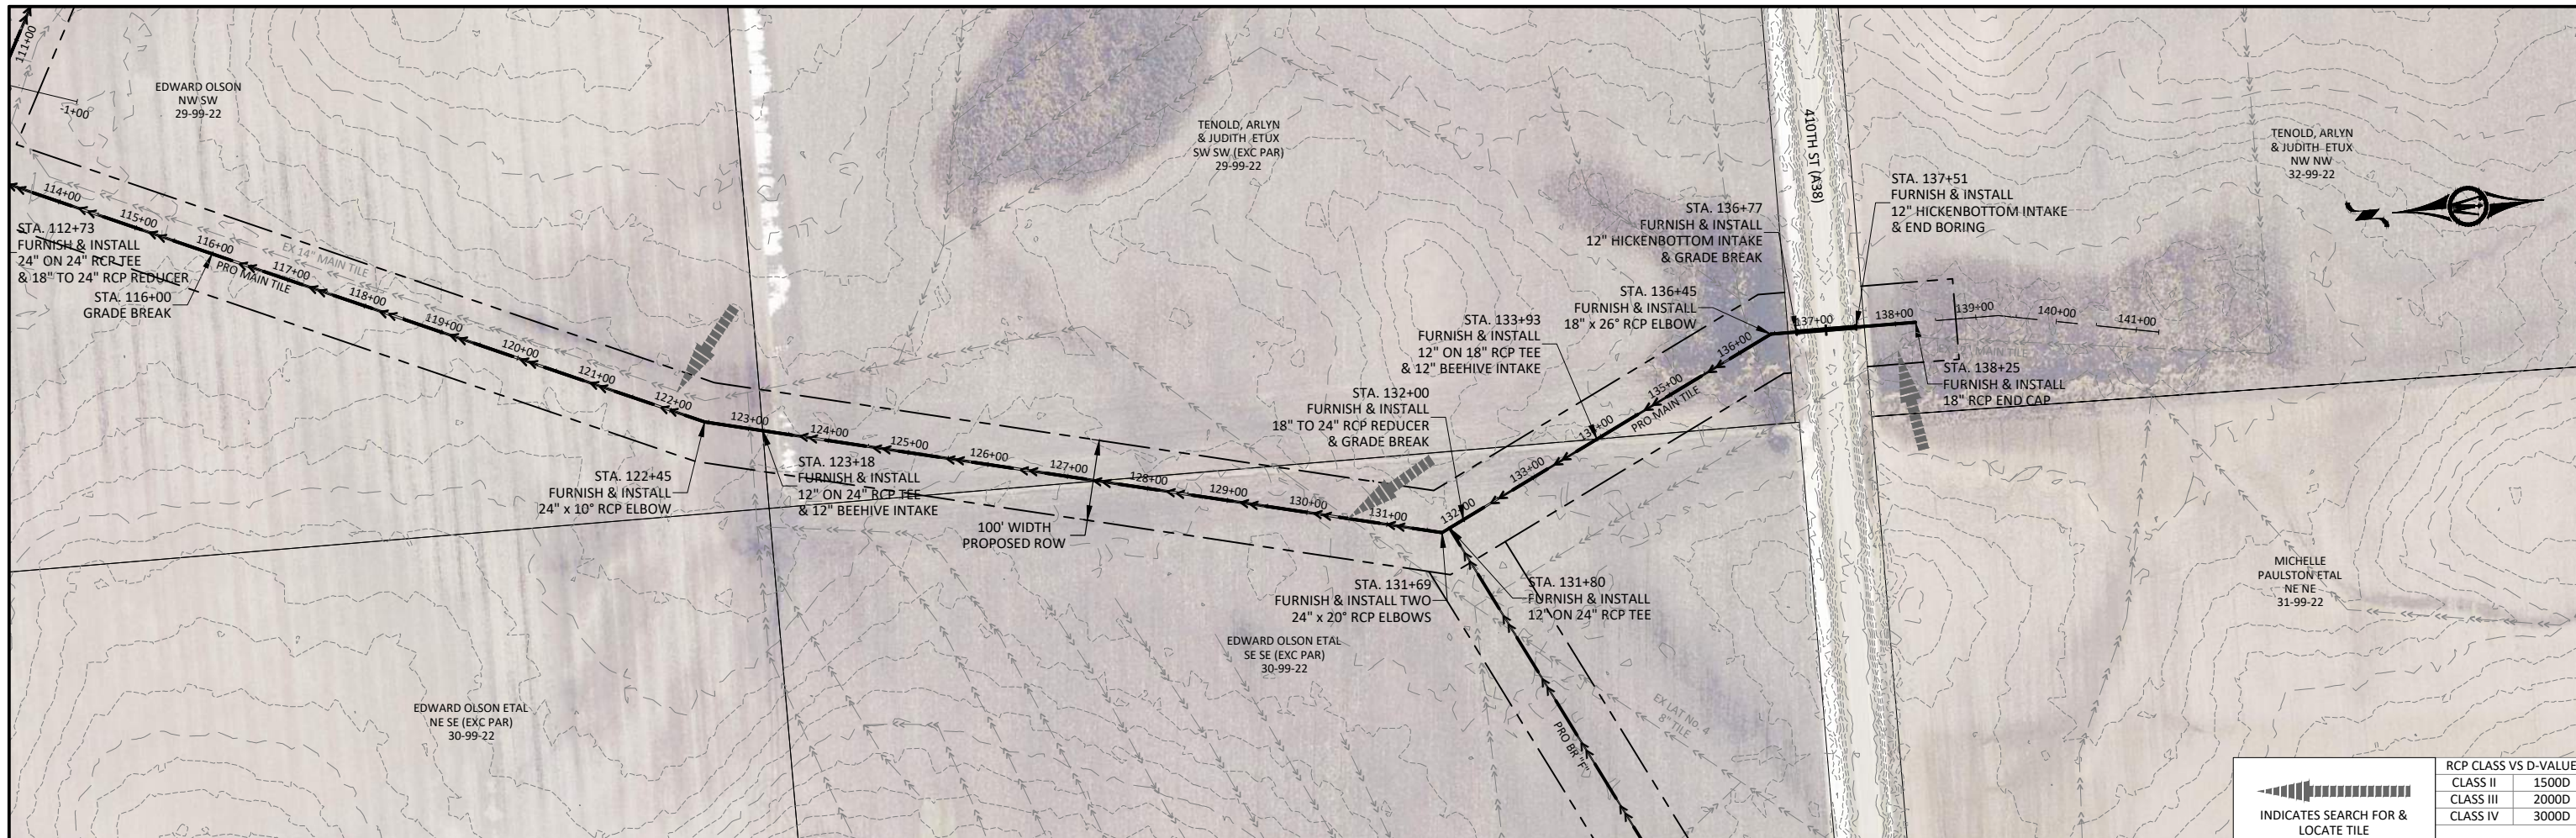 111+00
-1+00
EDWARD OLSON
NW SW
29-99-22
114+00
115+00
116+00
117+00
118+00
119+00
120+00
121+00
122+00
123+00
124+00
125+00
126+00
127+00
128+00
129+00
130+00
131+00
132+00
133+00
135+00
136+00
137+00
138+00
139+00
140+00
141+00
EX 14" MAIN TILE
PRO MAIN TILE
STA. 112+73
FURNISH & INSTALL
24" ON 24" RCP TEE
& 18" TO 24" RCP REDUCER
STA. 116+00
GRADE BREAK
STA. 122+45
FURNISH & INSTALL
24" x 10° RCP ELBOW
STA. 123+18
FURNISH & INSTALL
12" ON 24" RCP TEE
& 12" BEEHIVE INTAKE
100' WIDTH
PROPOSED ROW
TENOLD, ARLYN
& JUDITH ETUX
SW SW (EXC PAR)
29-99-22
STA. 131+69
FURNISH & INSTALL TWO
24" x 20° RCP ELBOWS
STA. 131+80
FURNISH & INSTALL
12" ON 24" RCP TEE
STA. 132+00
FURNISH & INSTALL
18" TO 24" RCP REDUCER
& GRADE BREAK
STA. 133+93
FURNISH & INSTALL
12" ON 18" RCP TEE
& 12" BEEHIVE INTAKE
STA. 136+45
FURNISH & INSTALL
18" x 26° RCP ELBOW
STA. 136+77
FURNISH & INSTALL
12" HICKENBOTTOM INTAKE
& GRADE BREAK
PRO MAIN TILE
410TH ST (A38)
STA. 137+51
FURNISH & INSTALL
12" HICKENBOTTOM INTAKE
& END BORING
STA. 138+25
FURNISH & INSTALL
18" RCP END CAP
MAIN TILE
TENOLD, ARLYN
& JUDITH ETUX
NW NW
32-99-22
MICHELLE
PAULSTON ETAL
NE NE
31-99-22
EDWARD OLSON ETAL
SE SE (EXC PAR)
30-99-22
EDWARD OLSON ETAL
NE SE (EXC PAR)
30-99-22
EX LAT No. 4
8" TILE
PRO BR "F"
INDICATES SEARCH FOR &
LOCATE TILE
RCP CLASS VS D-VALUE
CLASS II 1500D
CLASS III 2000D
CLASS IV 3000D